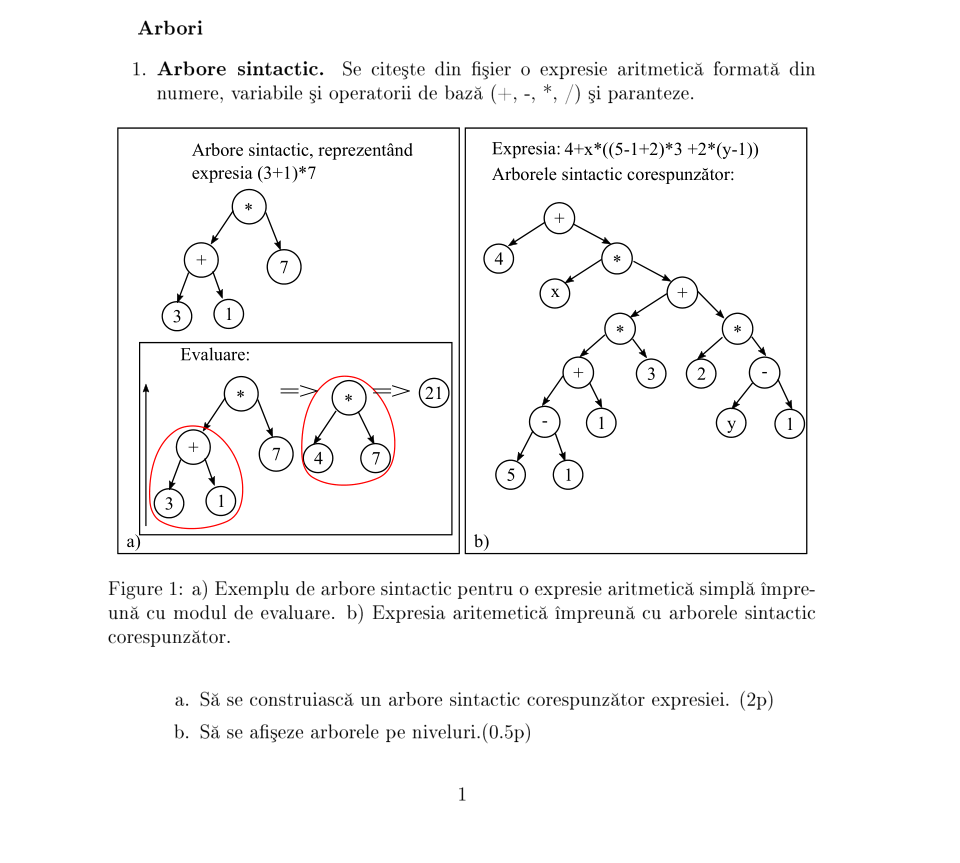 Arbori
1. Arbore sintactic. Se citeşte din fişier o expresie aritmetică formată din
numere, variabile şi operatorii de bază (+, -, *, /) şi paranteze.
Arbore sintactic, reprezentând
expresia (3+1)*7
*
+
7
3
1
Evaluare:
* => * => 21
+
7
4
7
3
1
a)
Expresia: 4+x*((5-1+2)*3 +2*(y-1))
Arborele sintactic corespunzător:
+
4
*
x
+
*
*
+
3
2
-
-
1
y
1
5
1
b)
Figure 1: a) Exemplu de arbore sintactic pentru o expresie aritmetică simplă împre-
ună cu modul de evaluare. b) Expresia aritemetică împreună cu arborele sintactic
corespunzător.
a. Să se construiască un arbore sintactic corespunzător expresiei. (2p)
b. Să se afişeze arborele pe niveluri.(0.5p)
1